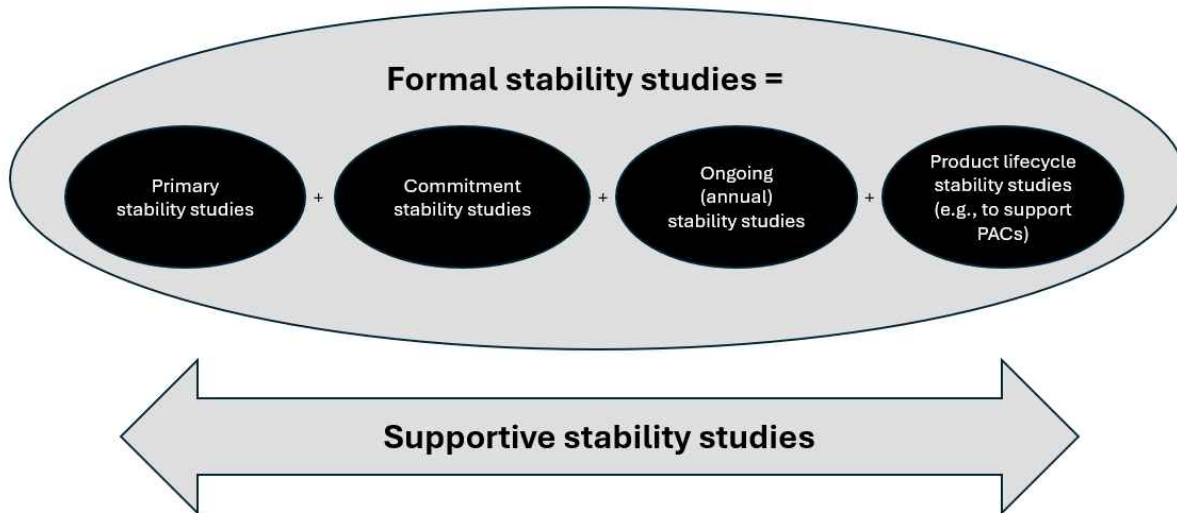 Formal stability studies =
Primary
stability studies
+
Commitment
stability studies
+
Ongoing
(annual)
stability studies
+
Product lifecycle
stability studies
(e.g., to support
PACs)
Supportive stability studies